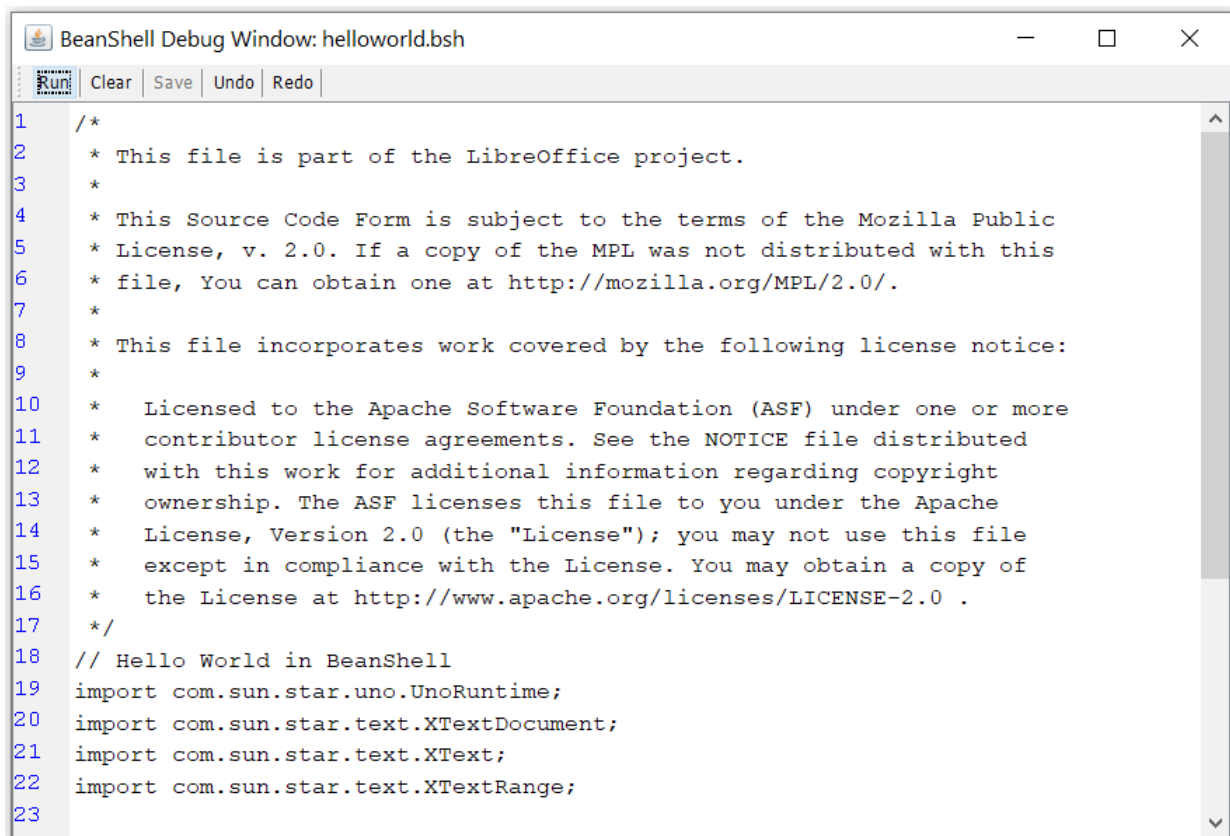 BeanShell Debug Window: helloworld.bsh
Run Clear Save Undo Redo
1 /*
2 * This file is part of the LibreOffice project.
3 *
4 * This Source Code Form is subject to the terms of the Mozilla Public
5 * License, v. 2.0. If a copy of the MPL was not distributed with this
6 * file, You can obtain one at http://mozilla.org/MPL/2.0/.
7 *
8 * This file incorporates work covered by the following license notice:
9 *
10 *   Licensed to the Apache Software Foundation (ASF) under one or more
11 *   contributor license agreements. See the NOTICE file distributed
12 *   with this work for additional information regarding copyright
13 *   ownership. The ASF licenses this file to you under the Apache
14 *   License, Version 2.0 (the "License"); you may not use this file
15 *   except in compliance with the License. You may obtain a copy of
16 *   the License at http://www.apache.org/licenses/LICENSE-2.0 .
17 */
18 // Hello World in BeanShell
19 import com.sun.star.uno.UnoRuntime;
20 import com.sun.star.text.XTextDocument;
21 import com.sun.star.text.XText;
22 import com.sun.star.text.XTextRange;
23